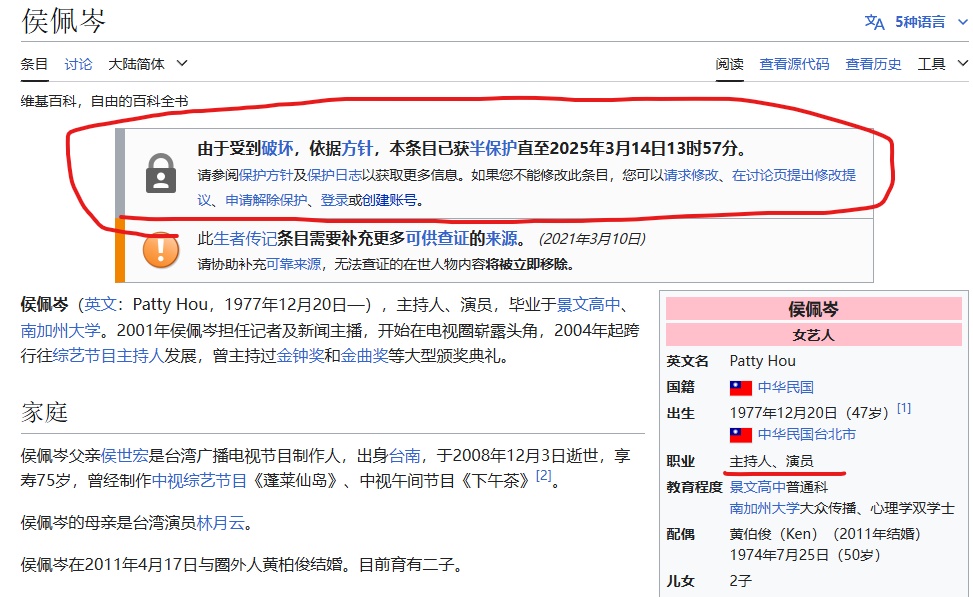 侯佩岑
5种语言
条目 讨论 大陆简体
阅读 查看源代码 查看历史 工具
维基百科，自由的百科全书
由于受到破坏，依据方针，本条目已获半保护直至2025年3月14日13时57分。
请参阅保护方针及保护日志以获取更多信息。如果您不能修改此条目，您可以请求修改、在讨论页提出修改提
议、申请解除保护、登录或创建账号。
此生者传记条目需要补充更多可供查证的来源。 (2021年3月10日)
请协助补充可靠来源，无法查证的在世人物内容将被立即移除。
侯佩岑（英文：Patty Hou，1977年12月20日—），主持人、演员，毕业于景文高中、
南加州大学。2001年侯佩岑担任记者及新闻主播，开始在电视圈崭露头角，2004年起跨
行往综艺节目主持人发展，曾主持过金钟奖和金曲奖等大型颁奖典礼。
家庭
侯佩岑父亲侯世宏是台湾广播电视节目制作人，出身台南，于2008年12月3日逝世，享
寿75岁，曾经制作中视综艺节目《蓬莱仙岛》、中视午间节目《下午茶》[2]。
侯佩岑的母亲是台湾演员林月云。
侯佩岑在2011年4月17日与圈外人黄柏俊结婚。目前育有二子。
侯佩岑
女艺人
英文名 Patty Hou
国籍 中华民国
出生 1977年12月20日（47岁）[1]
中华民国台北市
职业 主持人、演员
教育程度 景文高中普通科
南加州大学大众传播、心理学双学士
配偶 黄伯俊（Ken）（2011年结婚）
1974年7月25日（50岁）
儿女 2子